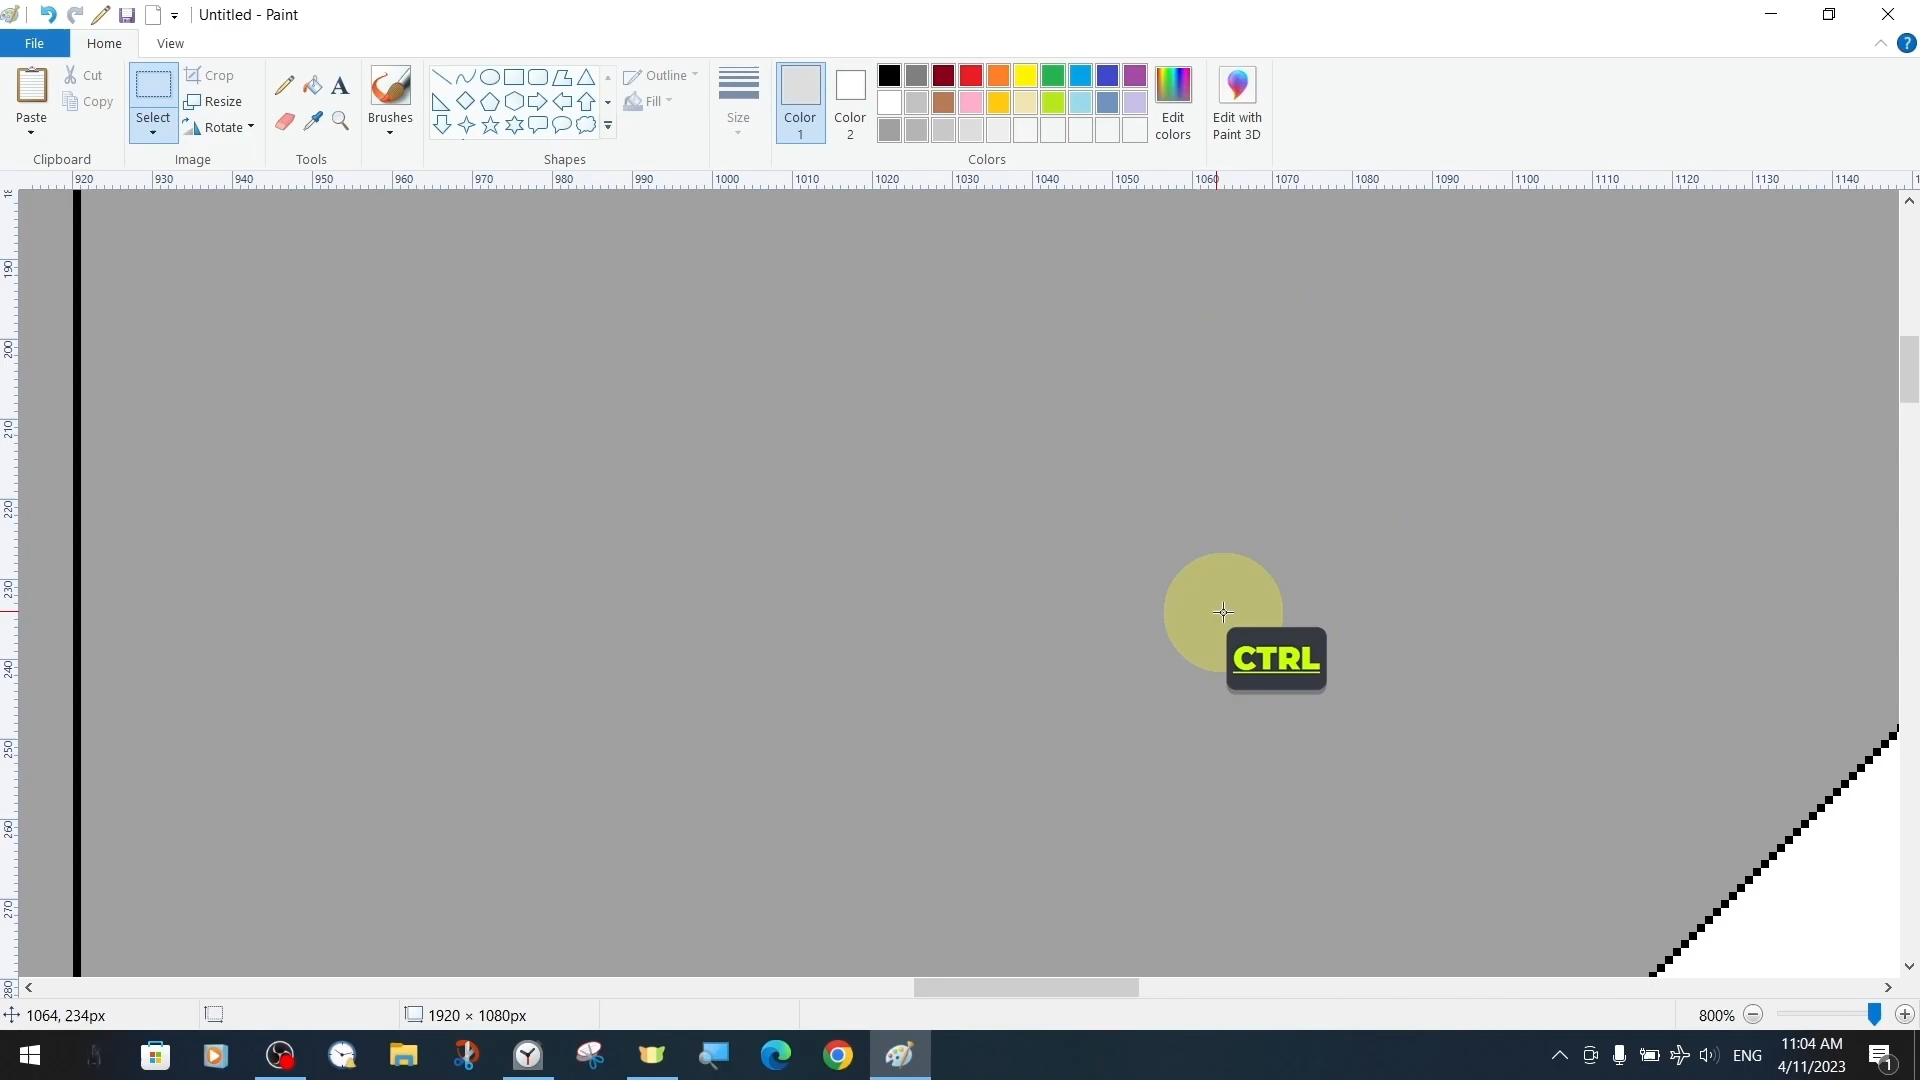 Untitled - Paint
File
Home
View
Paste
Cut
Copy
Clipboard
Select
Crop
Resize
Rotate
Image
A
Tools
Brushes
Shapes
Outline
Fill
Size
Color 1
Color 2
Colors
Edit colors
Edit with Paint 3D
920 930 940 950 960 970 980 990 1000 1010 1020 1030 1040 1050 1060 1070 1080 1090 1100 1110 1120 1130 1140
190
200
210
220
230
240
250
260
270
280
CTRL
1064, 234px
1920 × 1080px
800%
ENG
11:04 AM
4/11/2023
1